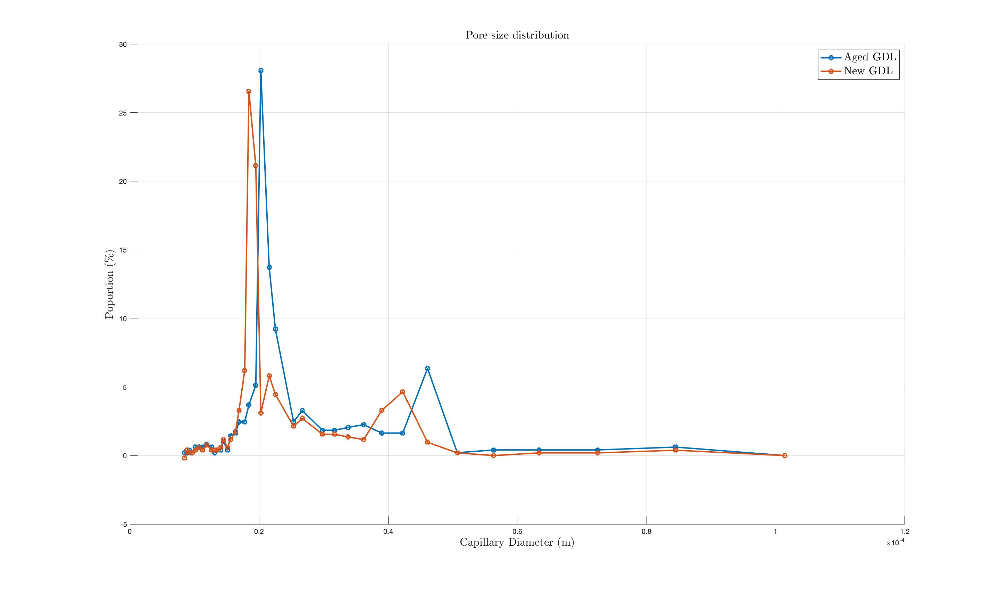 Pore size distribution
Aged GDL
New GDL
30
25
20
15
10
5
0
-5
Poportion (%)
0 0.2 0.4 0.6 0.8 1 1.2
×10-4
Capillary Diameter (m)